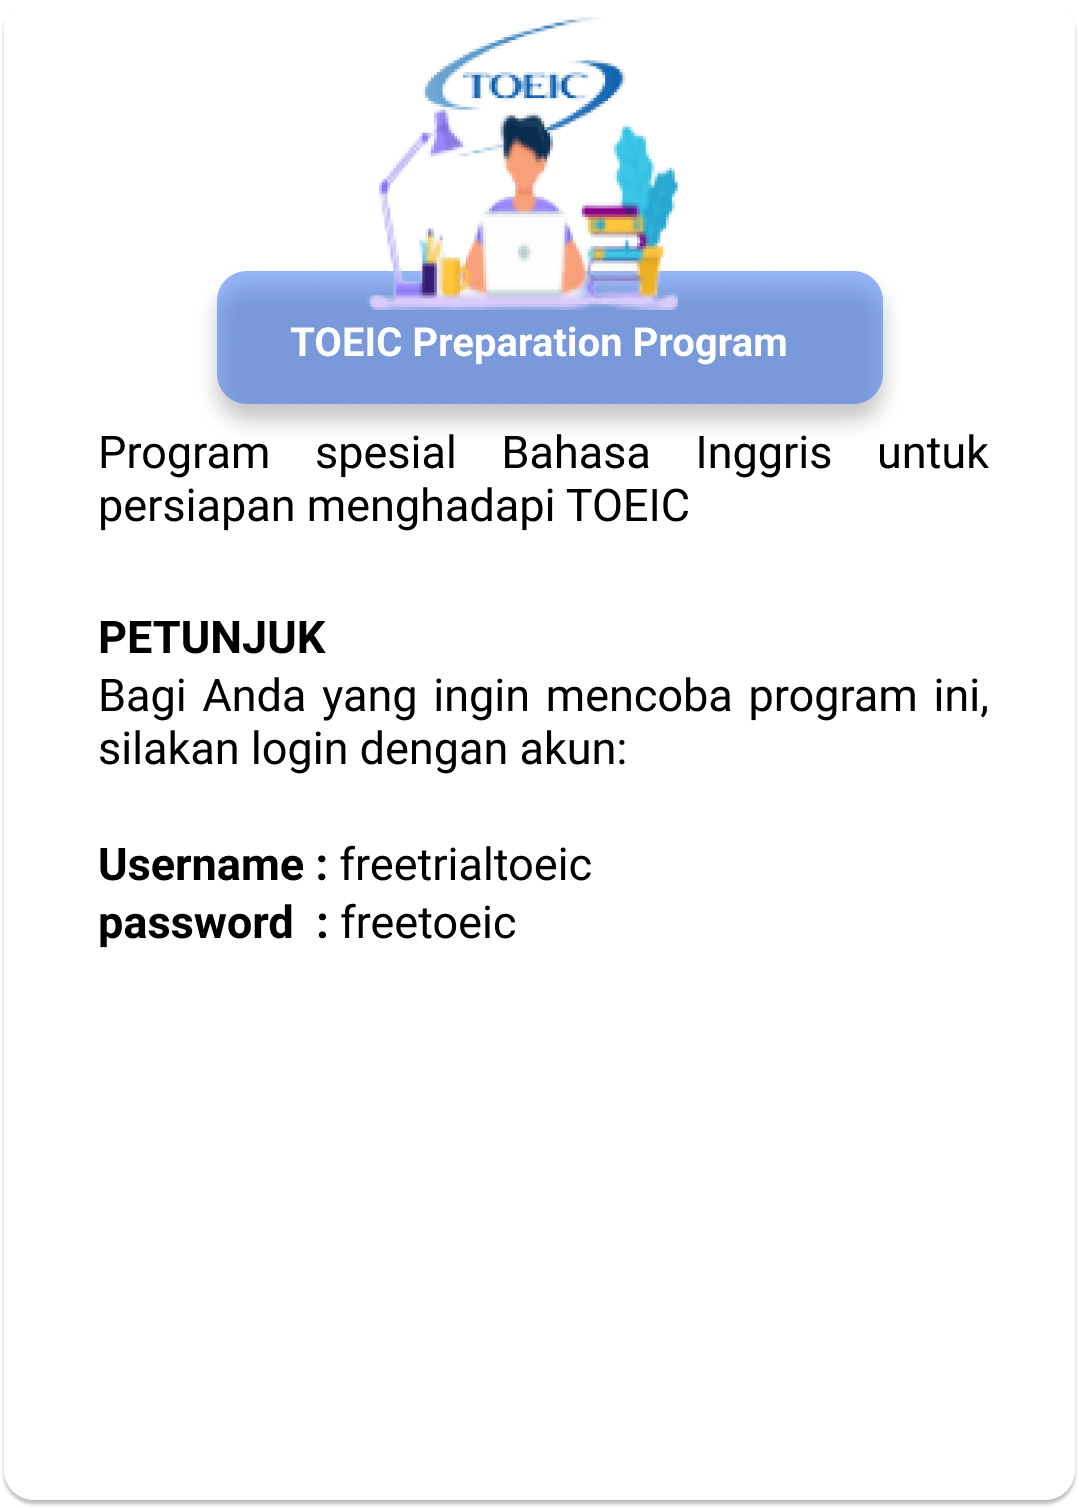 TOEIC
TOEIC Preparation Program
Program spesial Bahasa Inggris untuk
persiapan menghadapi TOEIC
PETUNJUK
Bagi Anda yang ingin mencoba program ini,
silakan login dengan akun:
Username : freetrialtoeic
password : freetoeic